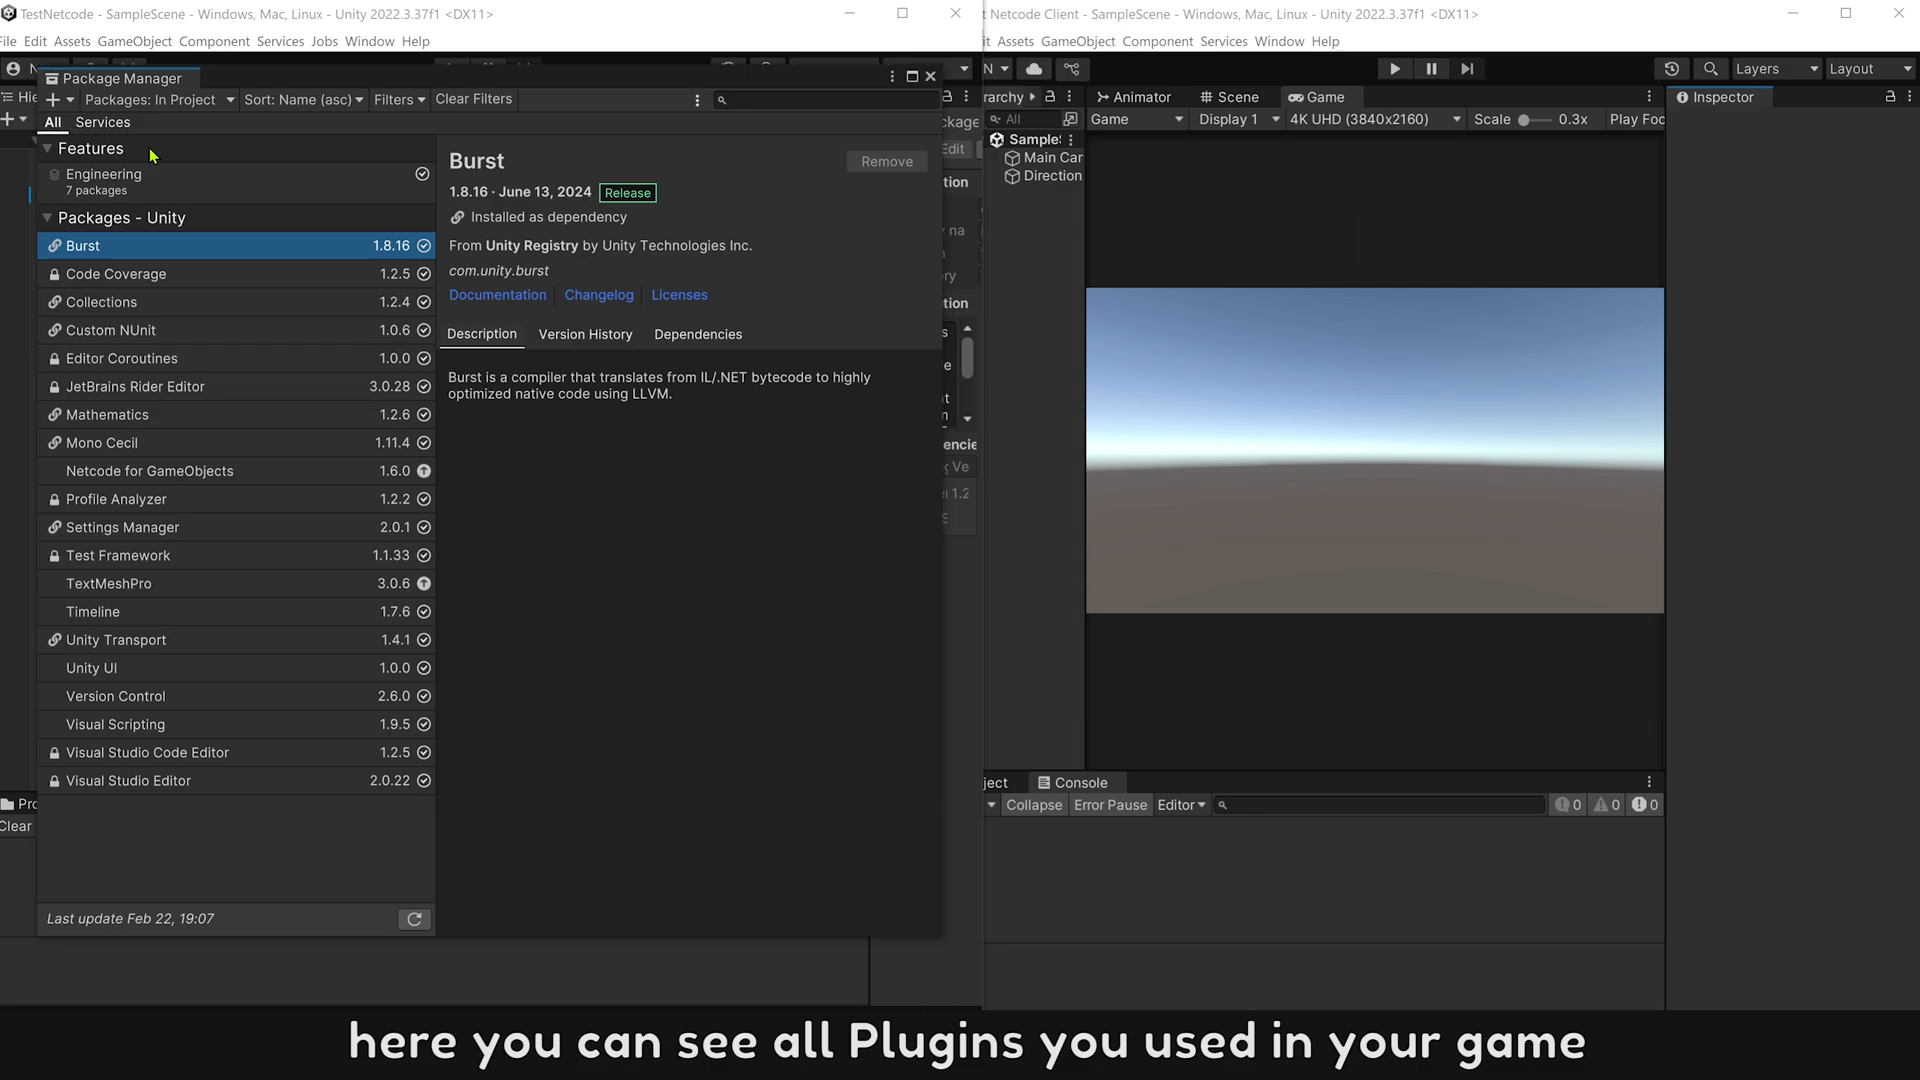 TestNetcode - SampleScene - Windows, Mac, Linux - Unity 2022.3.37f1 <DX11>
File Edit Assets GameObject Component Services Jobs Window Help
Package Manager
Packages: In Project
Sort: Name (asc)
Filters
Clear Filters
All Services
Features
Engineering
7 packages
Packages - Unity
Burst 1.8.16
Code Coverage 1.2.5
Collections 1.2.4
Custom NUnit 1.0.6
Editor Coroutines 1.0.0
JetBrains Rider Editor 3.0.28
Mathematics 1.2.6
Mono Cecil 1.11.4
Netcode for GameObjects 1.6.0
Profile Analyzer 1.2.2
Settings Manager 2.0.1
Test Framework 1.1.33
TextMeshPro 3.0.6
Timeline 1.7.6
Unity Transport 1.4.1
Unity UI 1.0.0
Version Control 2.6.0
Visual Scripting 1.9.5
Visual Studio Code Editor 1.2.5
Visual Studio Editor 2.0.22
Last update Feb 22, 19:07
Clear
Burst
Remove
1.8.16 · June 13, 2024 Release
Installed as dependency
From Unity Registry by Unity Technologies Inc.
com.unity.burst
Documentation Changelog Licenses
Description Version History Dependencies
Burst is a compiler that translates from IL/.NET bytecode to highly
optimized native code using LLVM.
t Netcode Client - SampleScene - Windows, Mac, Linux - Unity 2022.3.37f1 <DX11>
it Assets GameObject Component Services Window Help
Layers Layout
rarchy
All
Sample
Main Car
Direction
Animator Scene Game
Game Display 1 4K UHD (3840x2160) Scale 0.3x Play Foc
Inspector
ject Console
Collapse Error Pause Editor 0 0 0
here you can see all Plugins you used in your game